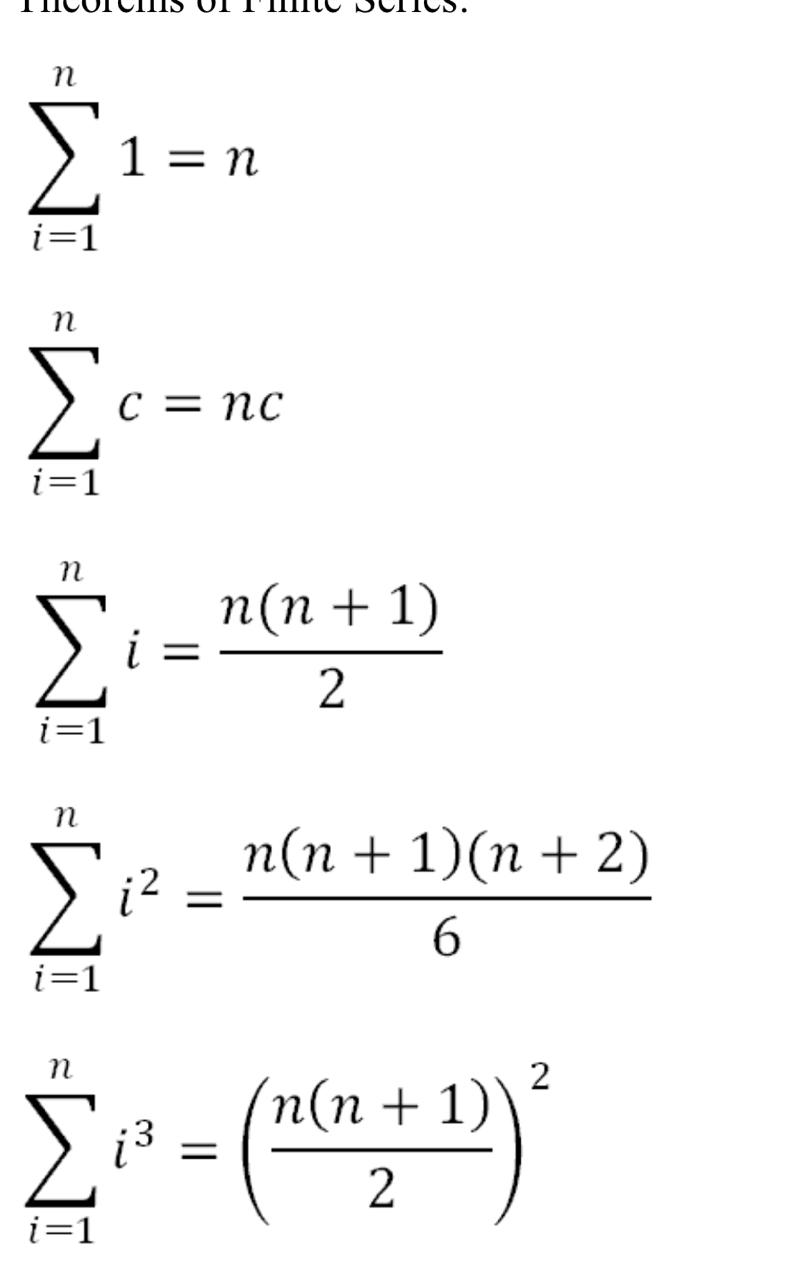 Theorems of Finite Series:
n
∑ 1 = n
i=1
n
∑ c = nc
i=1
n
∑ i = n(n + 1) / 2
i=1
n
∑ i² = n(n + 1)(n + 2) / 6
i=1
n
∑ i³ = (n(n + 1) / 2)²
i=1